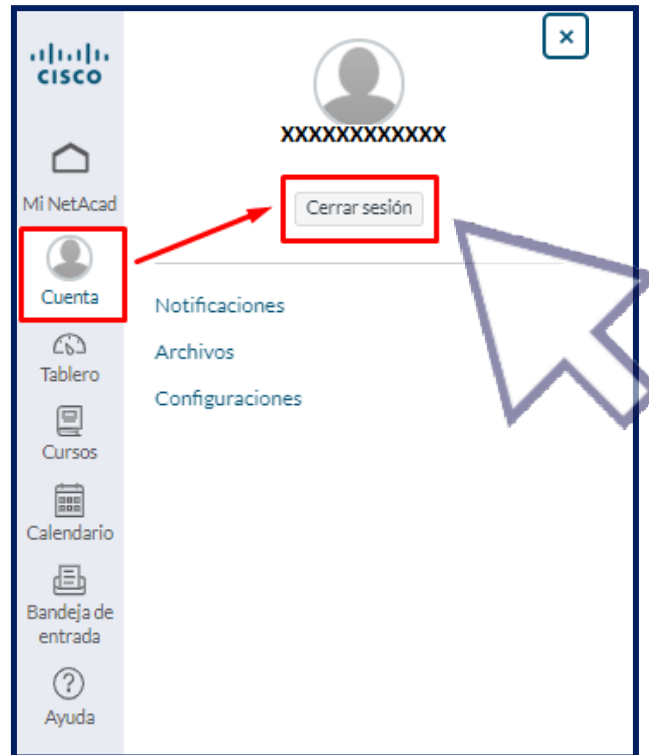 CISCO
Mi NetAcad
Cuenta
Tablero
Cursos
Calendario
Bandeja de
entrada
Ayuda
×
XXXXXXXXXXXX
Cerrar sesión
Notificaciones
Archivos
Configuraciones